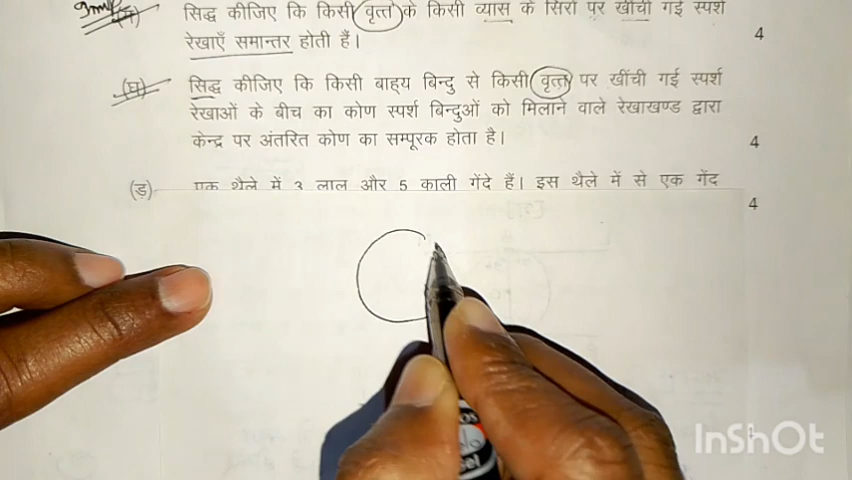 Imp (ग) सिद्ध कीजिए कि किसी वृत्त के किसी व्यास के सिरों पर खींची गई स्पर्श
रेखाएँ समान्तर होती हैं। 4
(घ) सिद्ध कीजिए कि किसी बाह्य बिन्दु से किसी वृत्त पर खींची गई स्पर्श
रेखाओं के बीच का कोण स्पर्श बिन्दुओं को मिलाने वाले रेखाखण्ड द्वारा
केन्द्र पर अंतरित कोण का सम्पूरक होता है। 4
(ड़) एक थैले में 3 लाल और 5 काली गेंदे हैं। इस थैले में से एक गेंद
4
InShOt